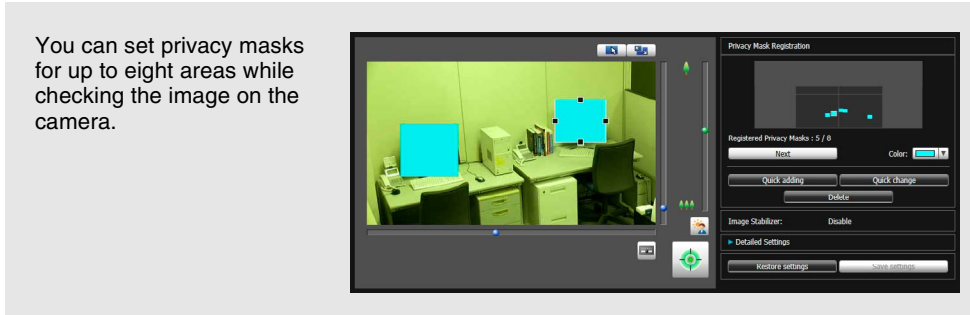 You can set privacy masks
for up to eight areas while
checking the image on the
camera.
Privacy Mask Registration
Registered Privacy Masks : 5 / 8
Next
Color:
Quick adding
Quick change
Delete
Image Stabilizer:
Disable
Detailed Settings
Restore settings
Save settings